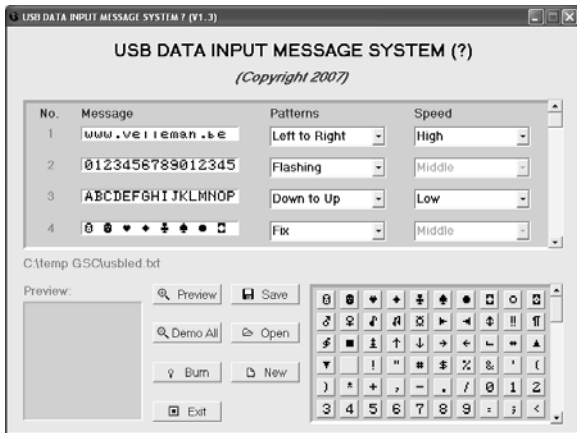 USB DATA INPUT MESSAGE SYSTEM ? (V1.3)
USB DATA INPUT MESSAGE SYSTEM (?)
(Copyright 2007)
No. Message Patterns Speed
1 www.velleman.be Left to Right High
2 0123456789012345 Flashing Middle
3 ABCDEFGHIJKLMNOP Down to Up Low
4 ☺ ☻ ♥ ♦ ♣ ♠ ● ◘ Fix Middle
C:\temp GSC\usbled.txt
Preview:
Preview Save
Demo All Open
Burn New
Exit
☺ ☻ ♥ ♦ ♣ ♠ ● ◘ ○ ◙
♂ ♀ ♪ ♫ ☼ ► ◄ ↕ ‼ ¶
■ ↨ ↑ ↓ → ← ∟ ↔ ▲
▼ ! " # $ % & ' (
) * + , - . / 0 1 2
3 4 5 6 7 8 9 : ; <